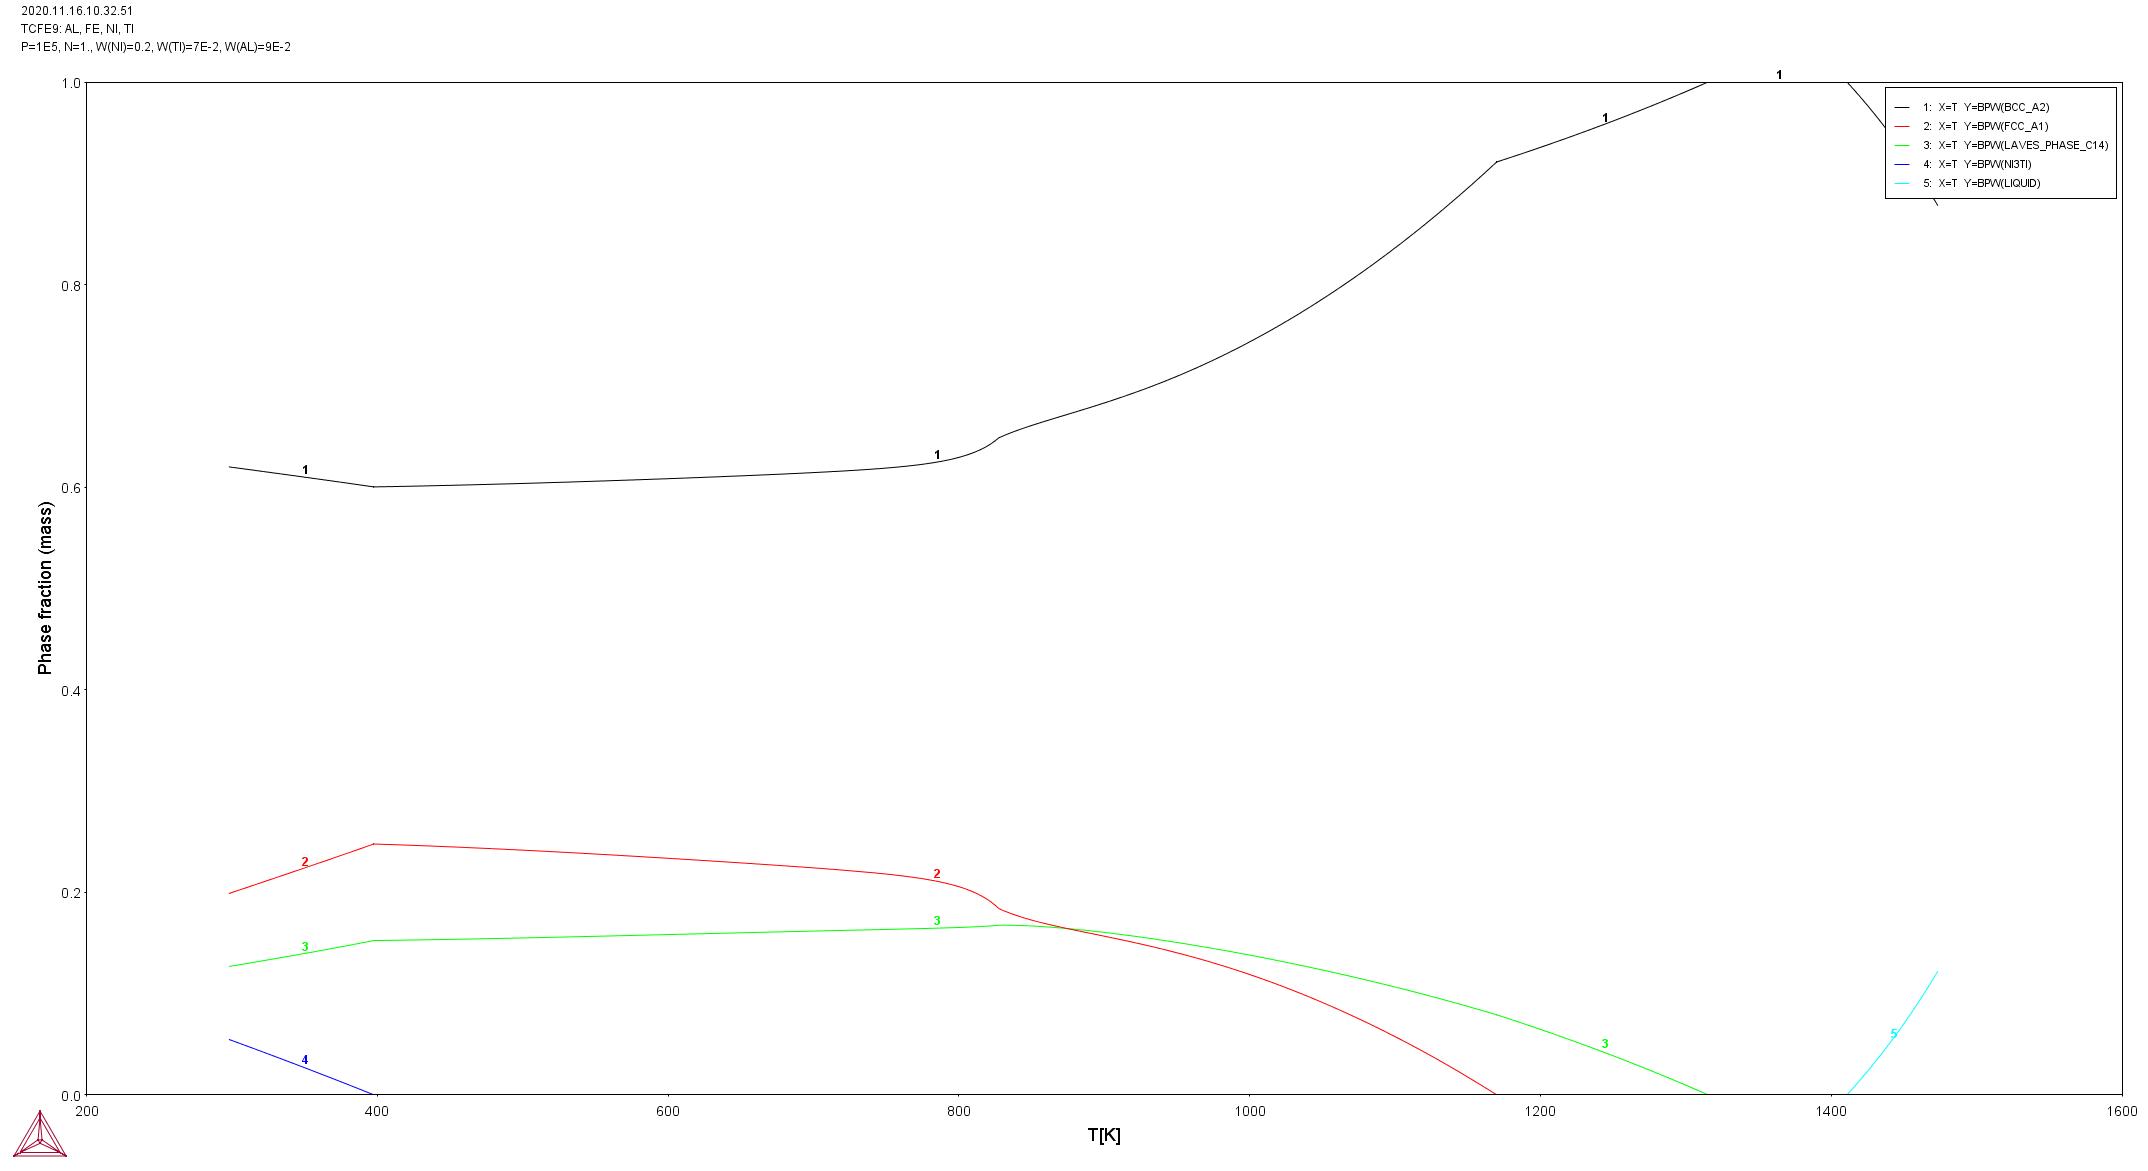 2020.11.16.10.32.51
TCFE9: AL, FE, NI, TI
P=1E5, N=1., W(NI)=0.2, W(TI)=7E-2, W(AL)=9E-2
1.0
0.8
0.6
0.4
0.2
0.0
Phase fraction (mass)
200
400
600
800
1000
1200
1400
1600
T[K]
1
1
1
1
2
2
3
3
3
4
5
1: X=T Y=BPW(BCC_A2)
2: X=T Y=BPW(FCC_A1)
3: X=T Y=BPW(LAVES_PHASE_C14)
4: X=T Y=BPW(NI3TI)
5: X=T Y=BPW(LIQUID)